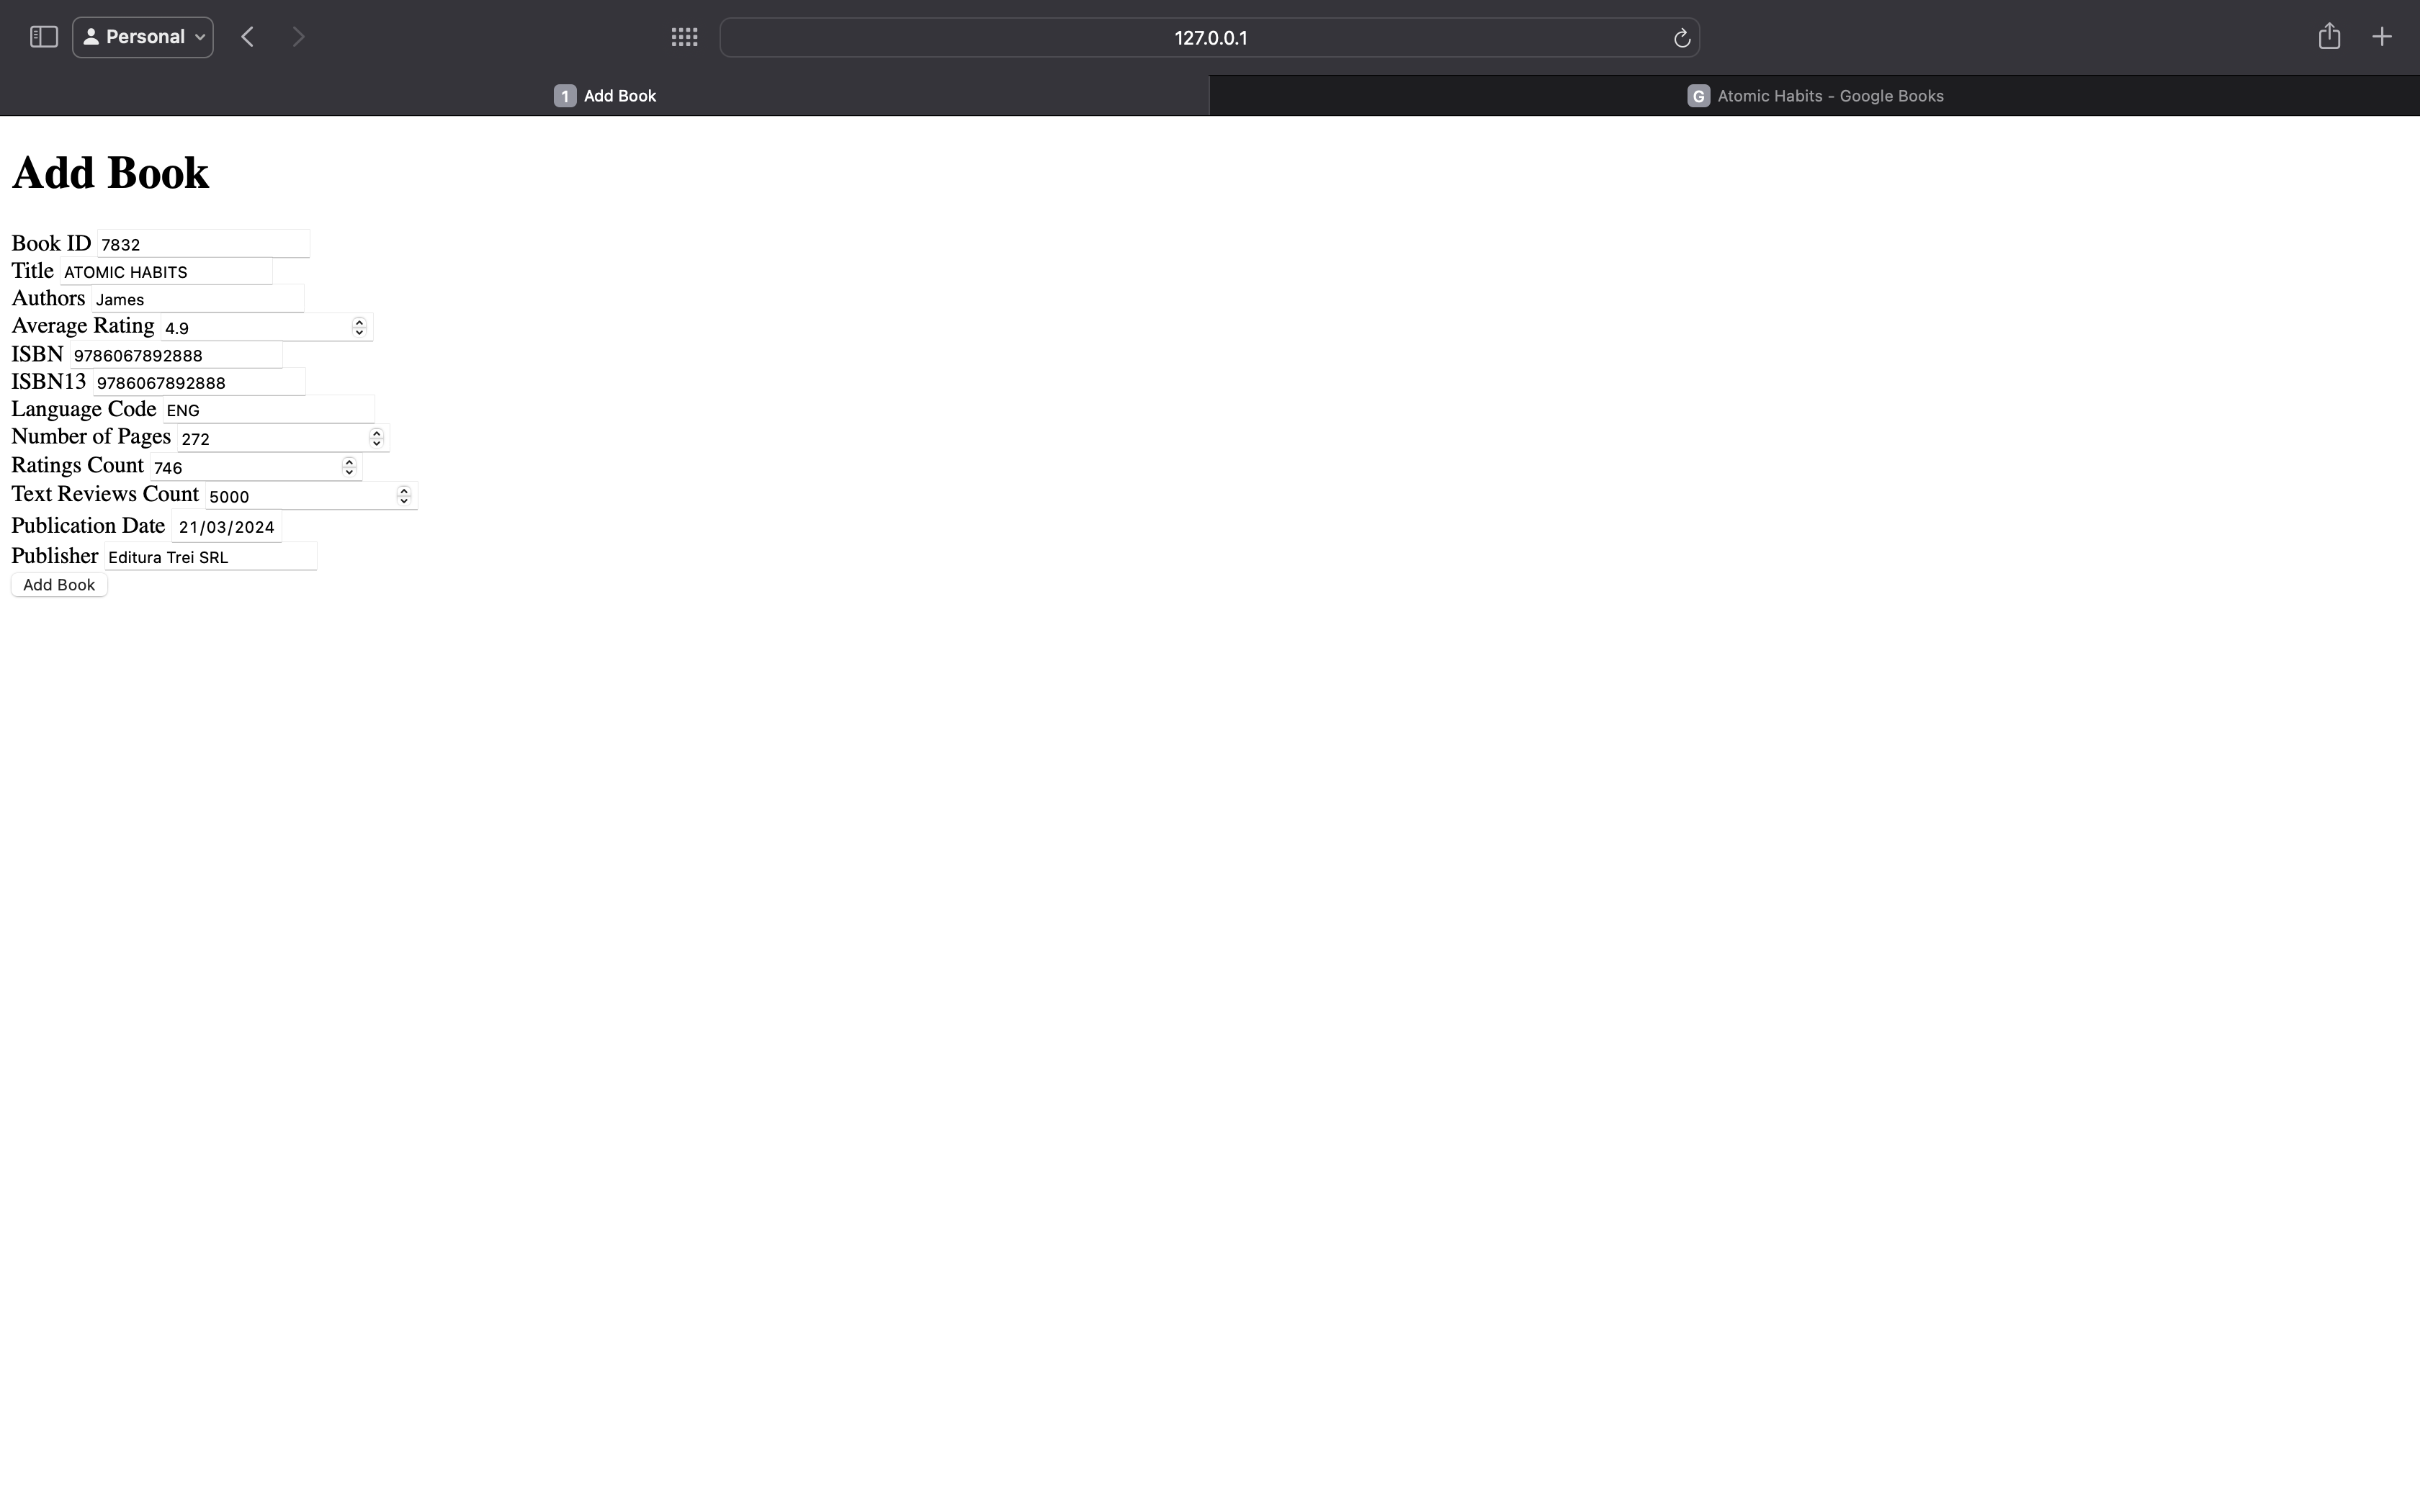 Personal
127.0.0.1
1 Add Book
G Atomic Habits - Google Books
Add Book
Book ID 7832
Title ATOMIC HABITS
Authors James
Average Rating 4.9
ISBN 9786067892888
ISBN13 9786067892888
Language Code ENG
Number of Pages 272
Ratings Count 746
Text Reviews Count 5000
Publication Date 21/03/2024
Publisher Editura Trei SRL
Add Book